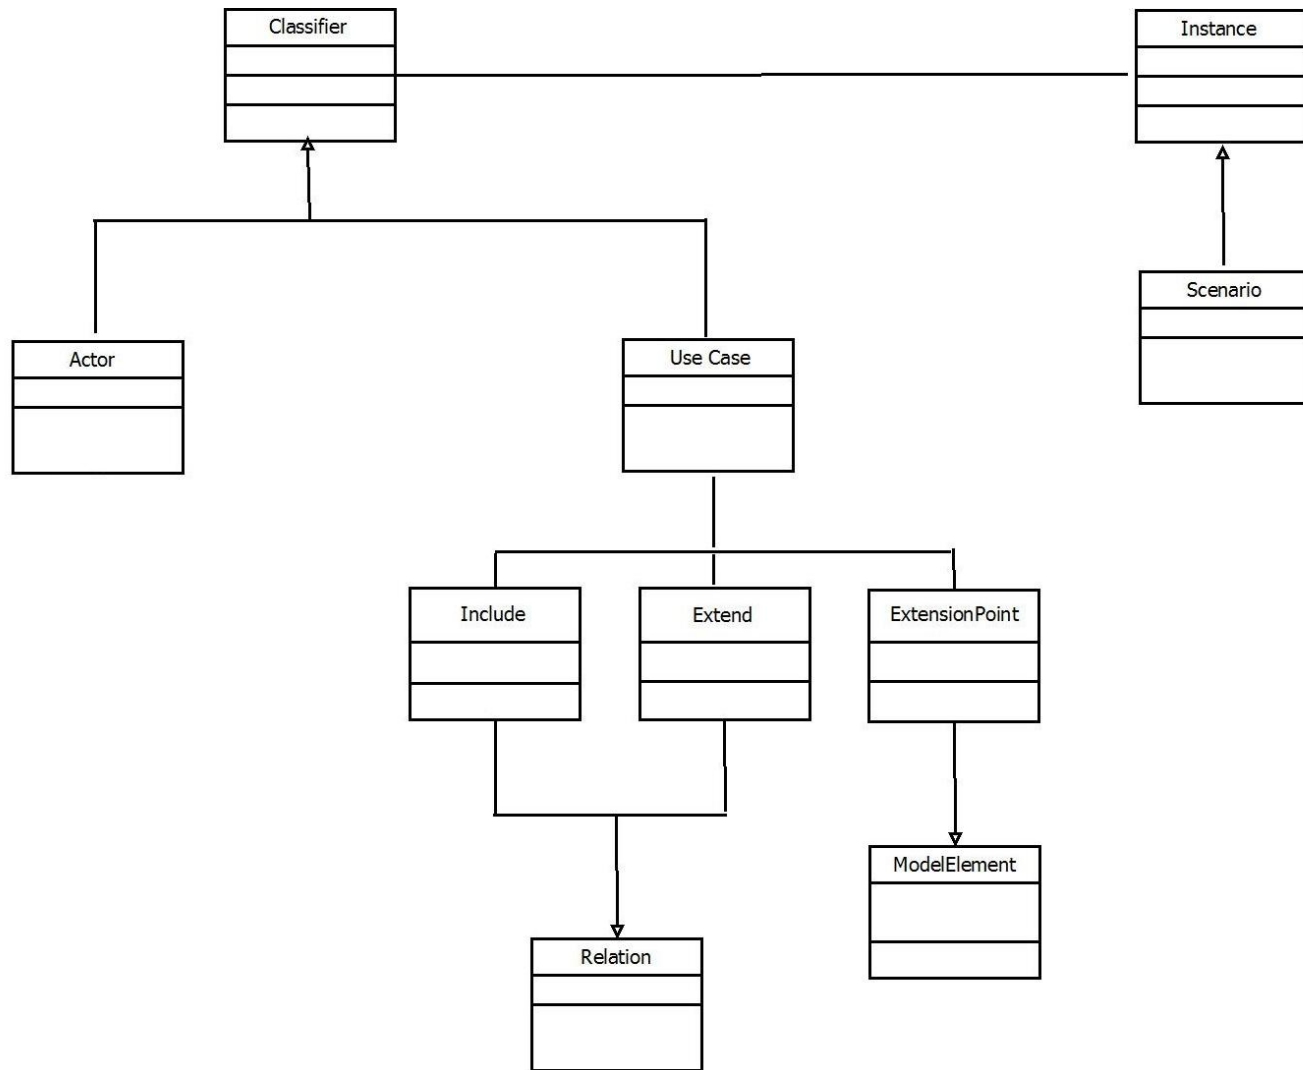 Classifier
Instance
Scenario
Actor
Use Case
Include
Extend
ExtensionPoint
ModelElement
Relation